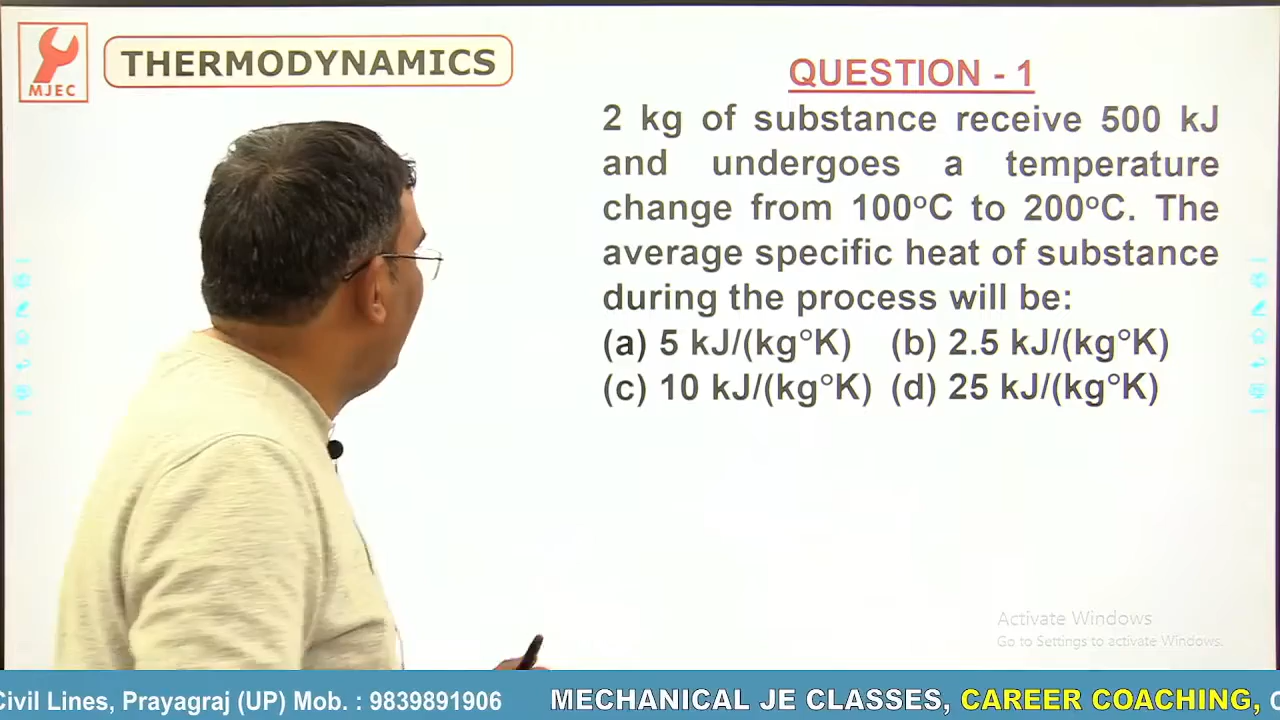 MJEC
THERMODYNAMICS
QUESTION - 1
2 kg of substance receive 500 kJ
and undergoes a temperature
change from 100°C to 200°C. The
average specific heat of substance
during the process will be:
(a) 5 kJ/(kg°K) (b) 2.5 kJ/(kg°K)
(c) 10 kJ/(kg°K) (d) 25 kJ/(kg°K)
Activate Windows
Go to Settings to activate Windows.
Civil Lines, Prayagraj (UP) Mob. : 9839891906 MECHANICAL JE CLASSES, CAREER COACHING,